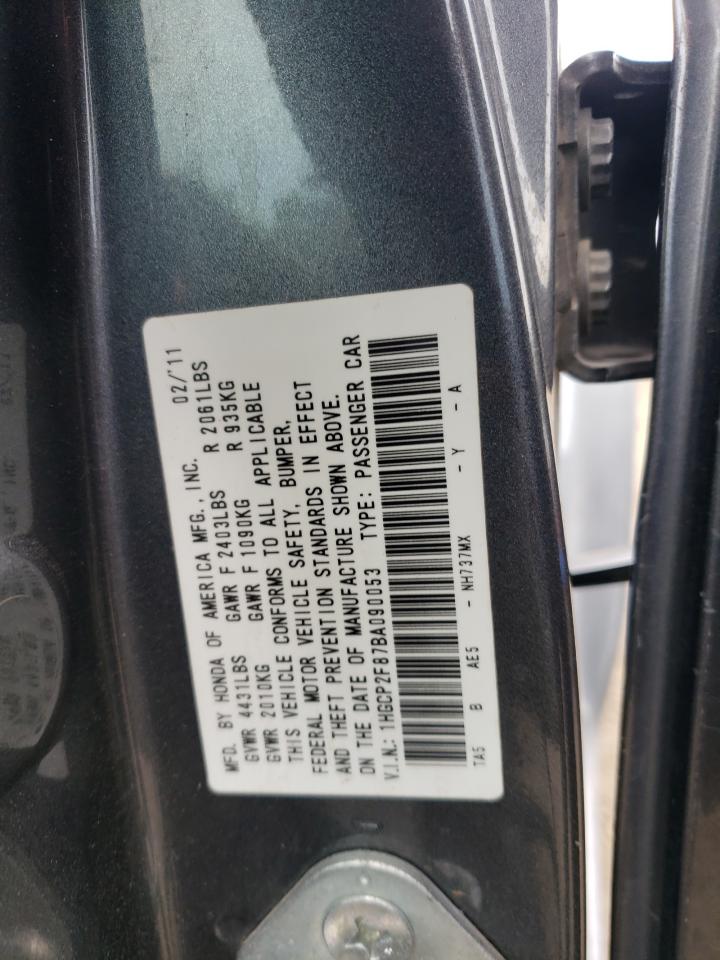 MFD. BY HONDA OF AMERICA MFG., INC. 02/'11
GVWR 4431LBS GAWR F 2403LBS R 2061LBS
GVWR 2010KG GAWR F 1090KG R 935KG
THIS VEHICLE CONFORMS TO ALL APPLICABLE
FEDERAL MOTOR VEHICLE SAFETY, BUMPER,
AND THEFT PREVENTION STANDARDS IN EFFECT
ON THE DATE OF MANUFACTURE SHOWN ABOVE.
V.I.N.: 1HGCP2F87BA090053 TYPE: PASSENGER CAR
TA5 B AE5 - NH737MX - Y - A